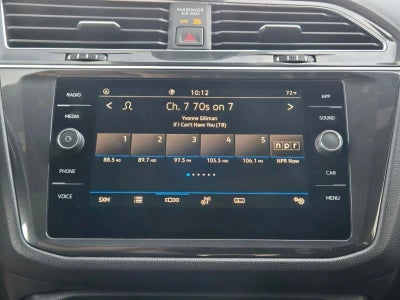 PASSENGER
AIR BAG
OFF
RADIO
MEDIA
PHONE
VOICE
10:12
72°F
Ch. 7 70s on 7
Yvonne Elliman
If I Can't Have You (78)
1 2 3 4 5 npr
88.5 HD 89.7 HD 97.5 FM 105.5 HD 106.1 FM NPR Now
SXM
APP
SOUND
CAR
MENU